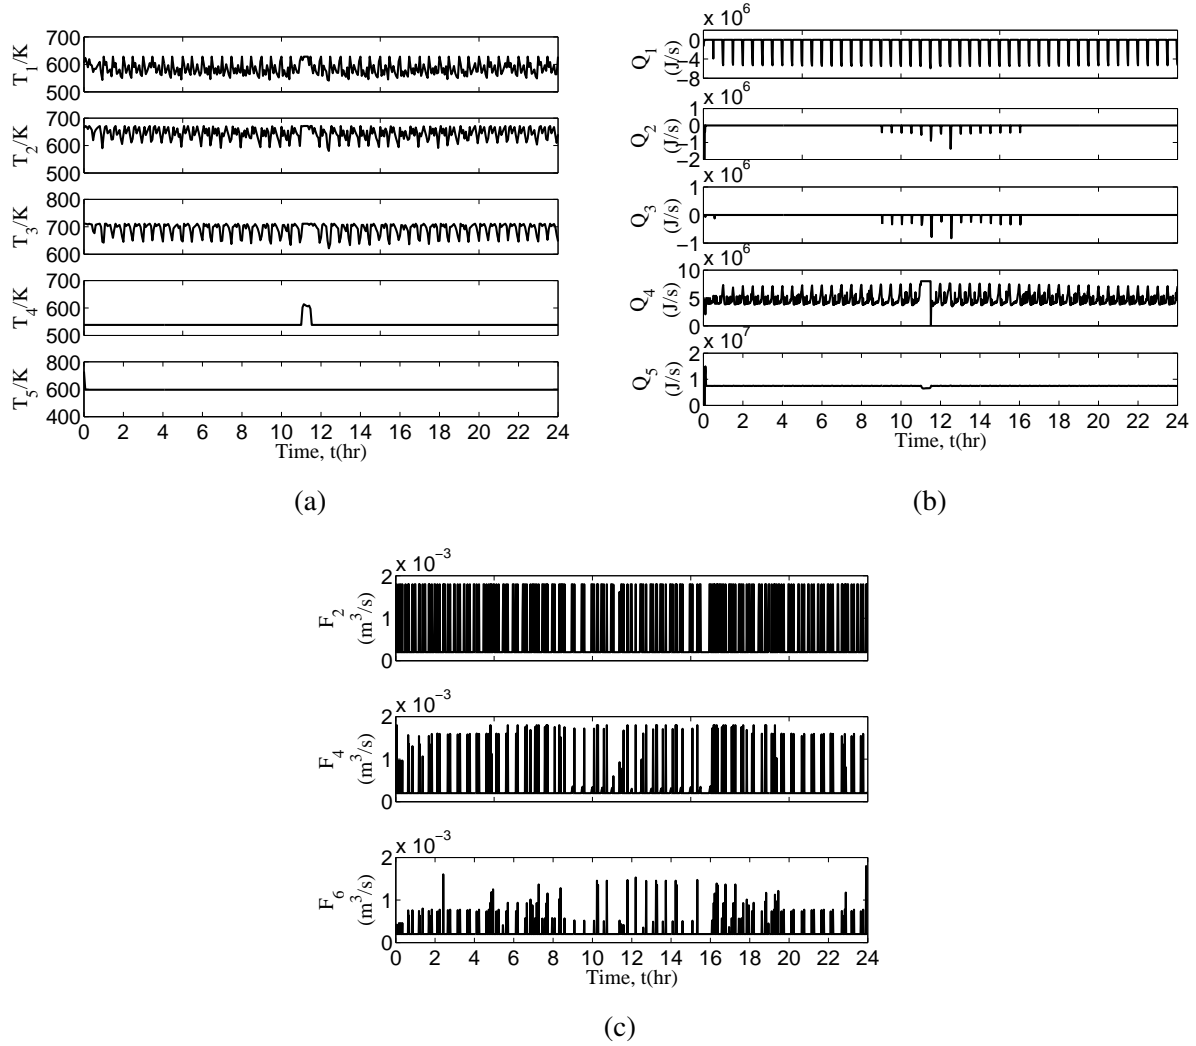 700
600
500
T1/K
700
600
500
T2/K
800
700
600
T3/K
700
600
500
T4/K
800
600
400
T5/K
0 2 4 6 8 10 12 14 16 18 20 22 24
Time, t(hr)
(a)
x 10^6
0
−4
−8
Q1
(J/s)
x 10^6
1
0
−1
−2
Q2
(J/s)
x 10^6
1
0
−1
Q3
(J/s)
x 10^6
10
5
0
Q4
(J/s)
x 10^7
2
1
0
Q5
(J/s)
0 2 4 6 8 10 12 14 16 18 20 22 24
Time, t(hr)
(b)
x 10^−3
2
1
0
F2
(m^3/s)
x 10^−3
2
1
0
F4
(m^3/s)
x 10^−3
2
1
0
F6
(m^3/s)
0 2 4 6 8 10 12 14 16 18 20 22 24
Time, t(hr)
(c)